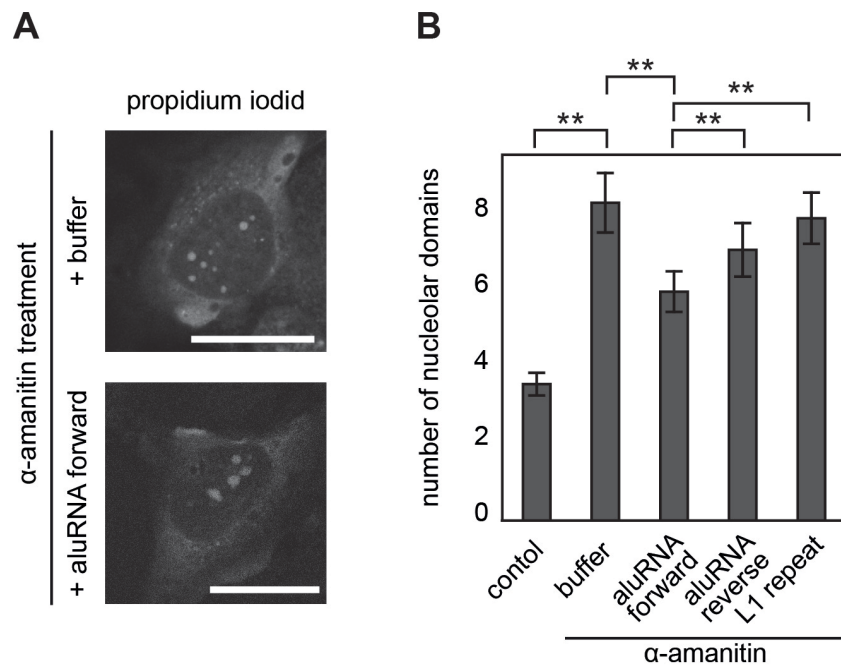 A
propidium iodid
α-amanitin treatment
+ buffer
+ aluRNA forward
B
**
**
**
**
number of nucleolar domains
8
6
4
2
0
contol
buffer
aluRNA
forward
aluRNA
reverse
L1 repeat
α-amanitin